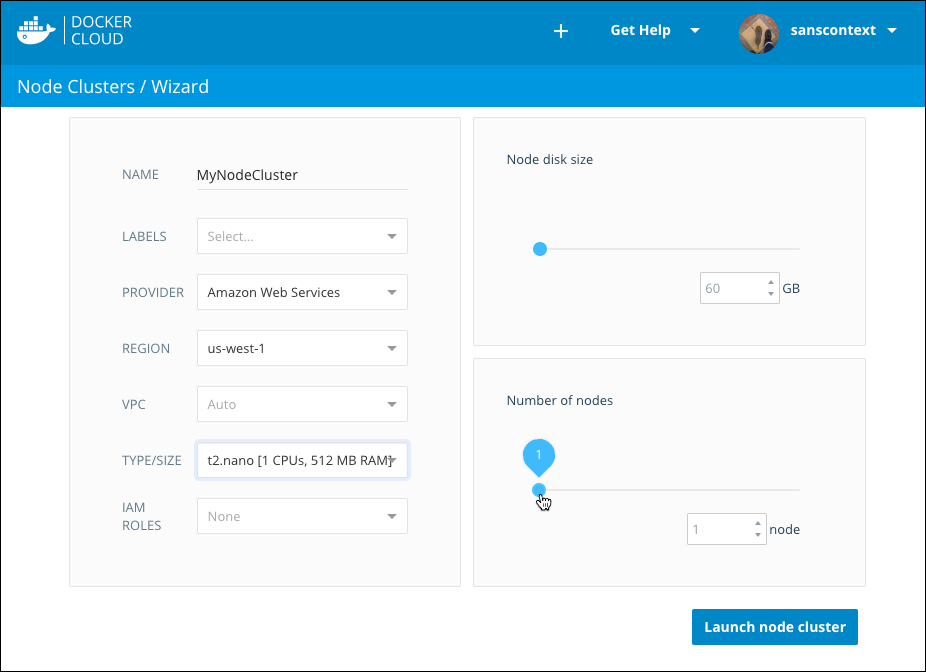 DOCKER
CLOUD
Get Help
sanscontext
Node Clusters / Wizard
NAME
MyNodeCluster
LABELS
Select...
PROVIDER
Amazon Web Services
REGION
us-west-1
VPC
Auto
TYPE/SIZE
t2.nano [1 CPUs, 512 MB RAM]
IAM
ROLES
None
Node disk size
60
GB
Number of nodes
1
1
node
Launch node cluster